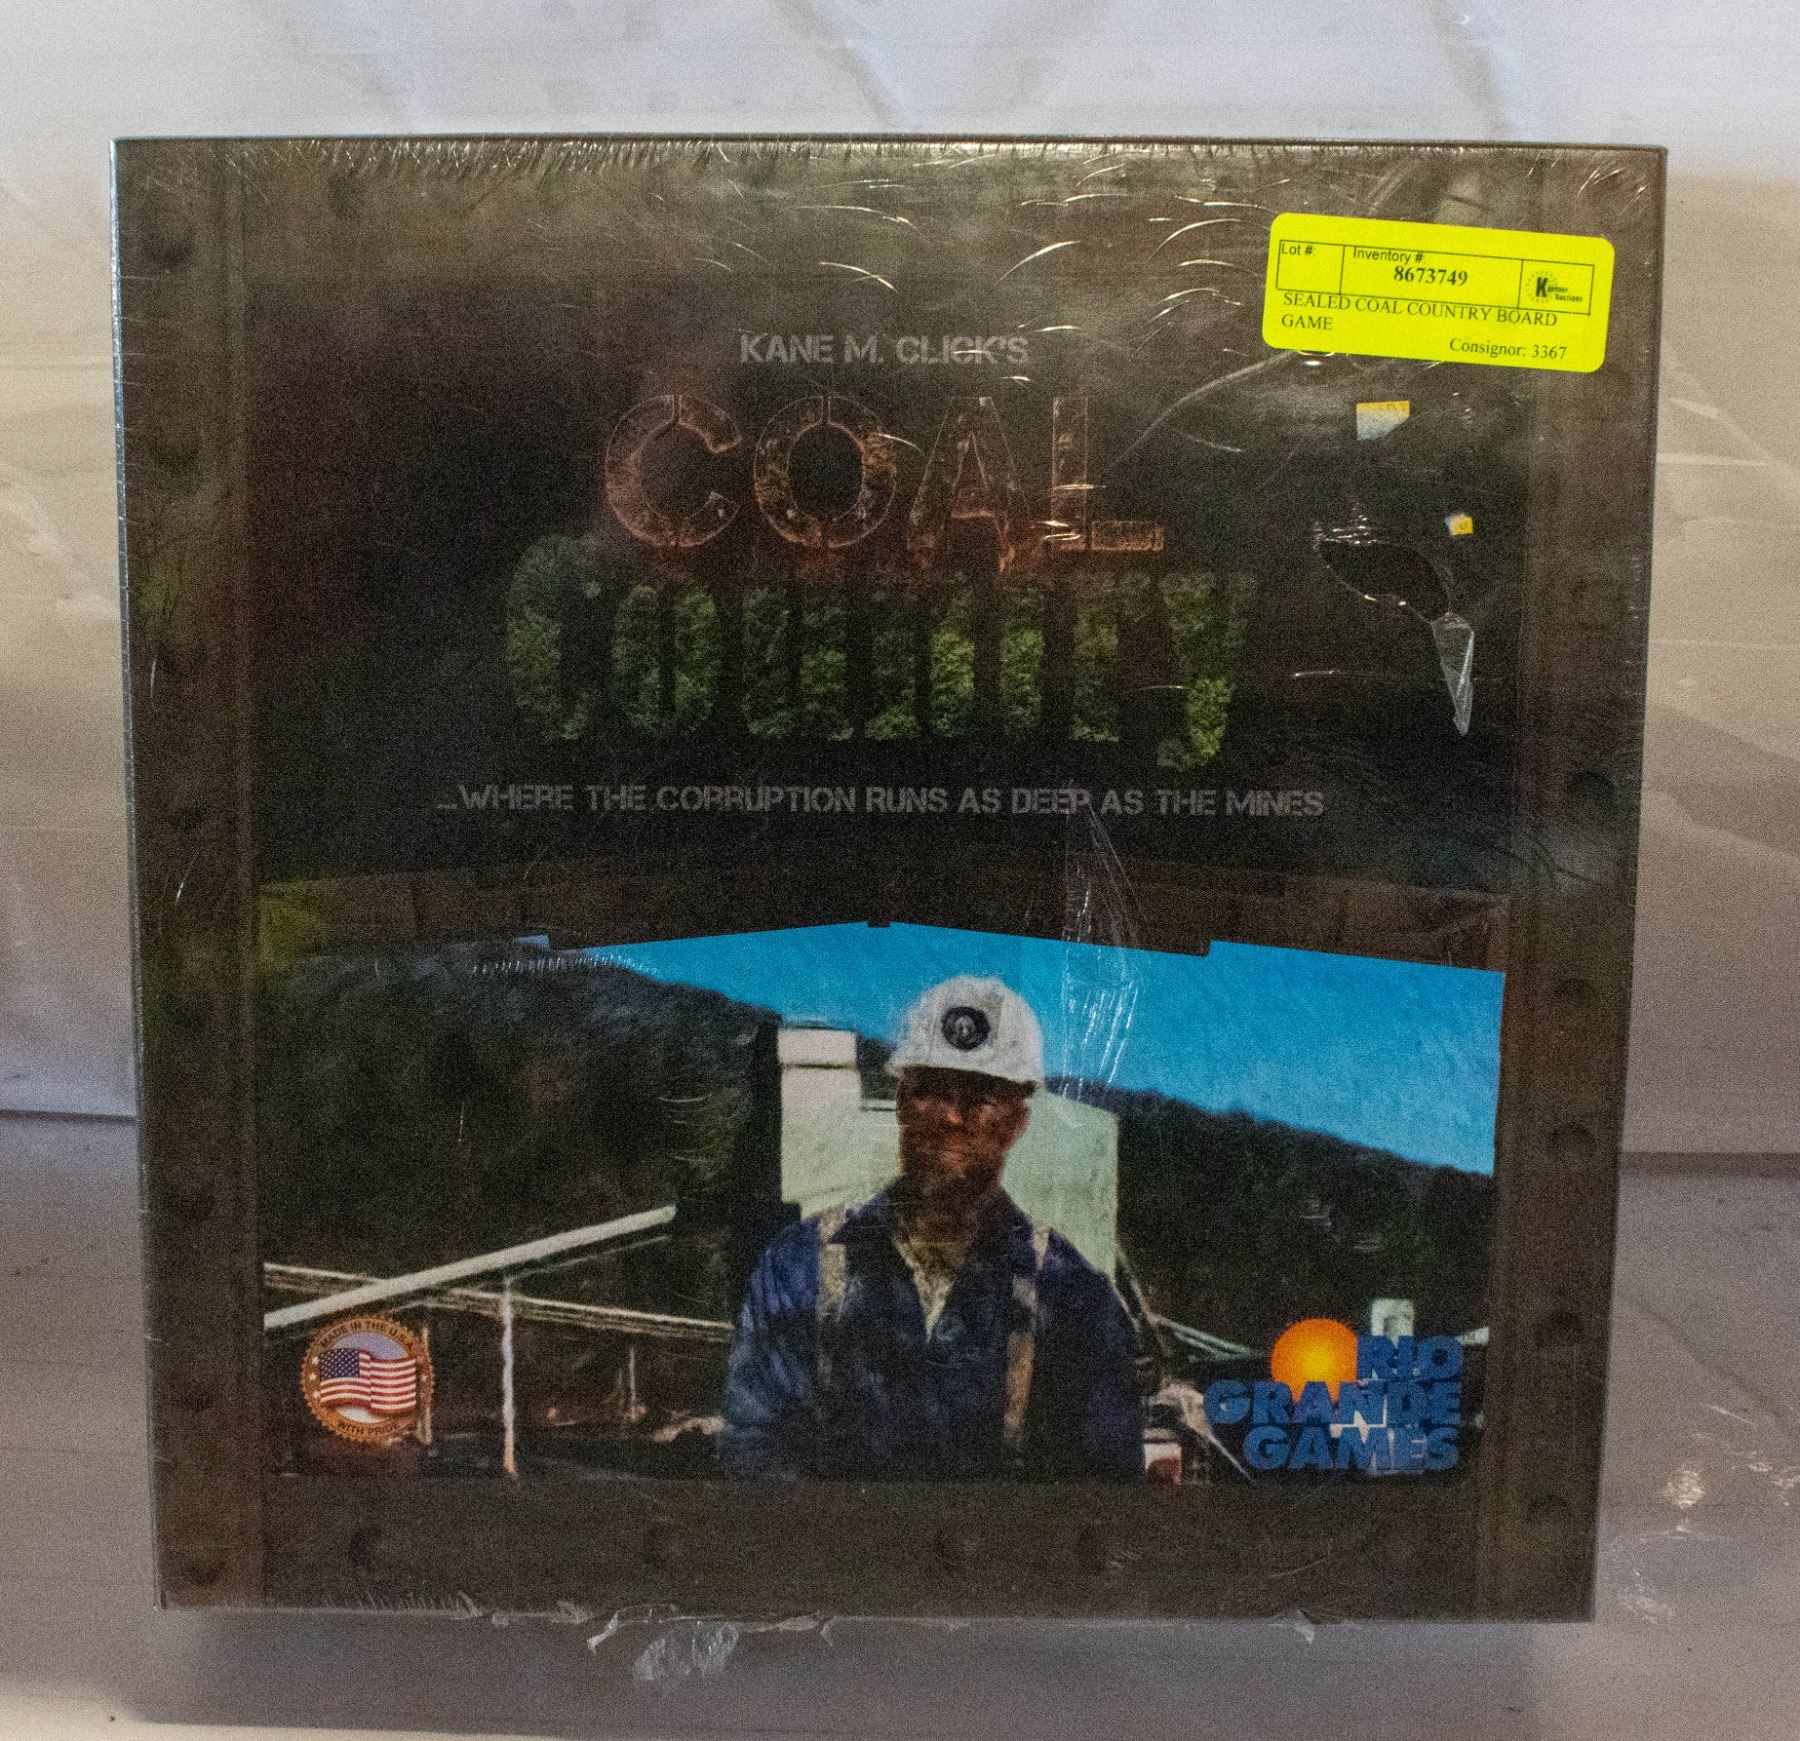 Lot #:
Inventory #:
8673749
SEALED COAL COUNTRY BOARD
GAME
Consignor: 3367
KANE M. CLICK'S
COAL
Country
...WHERE THE CORRUPTION RUNS AS DEEP AS THE MINES
MADE IN THE U.S.A.
WITH PRIDE
RIO
GRANDE
GAMES